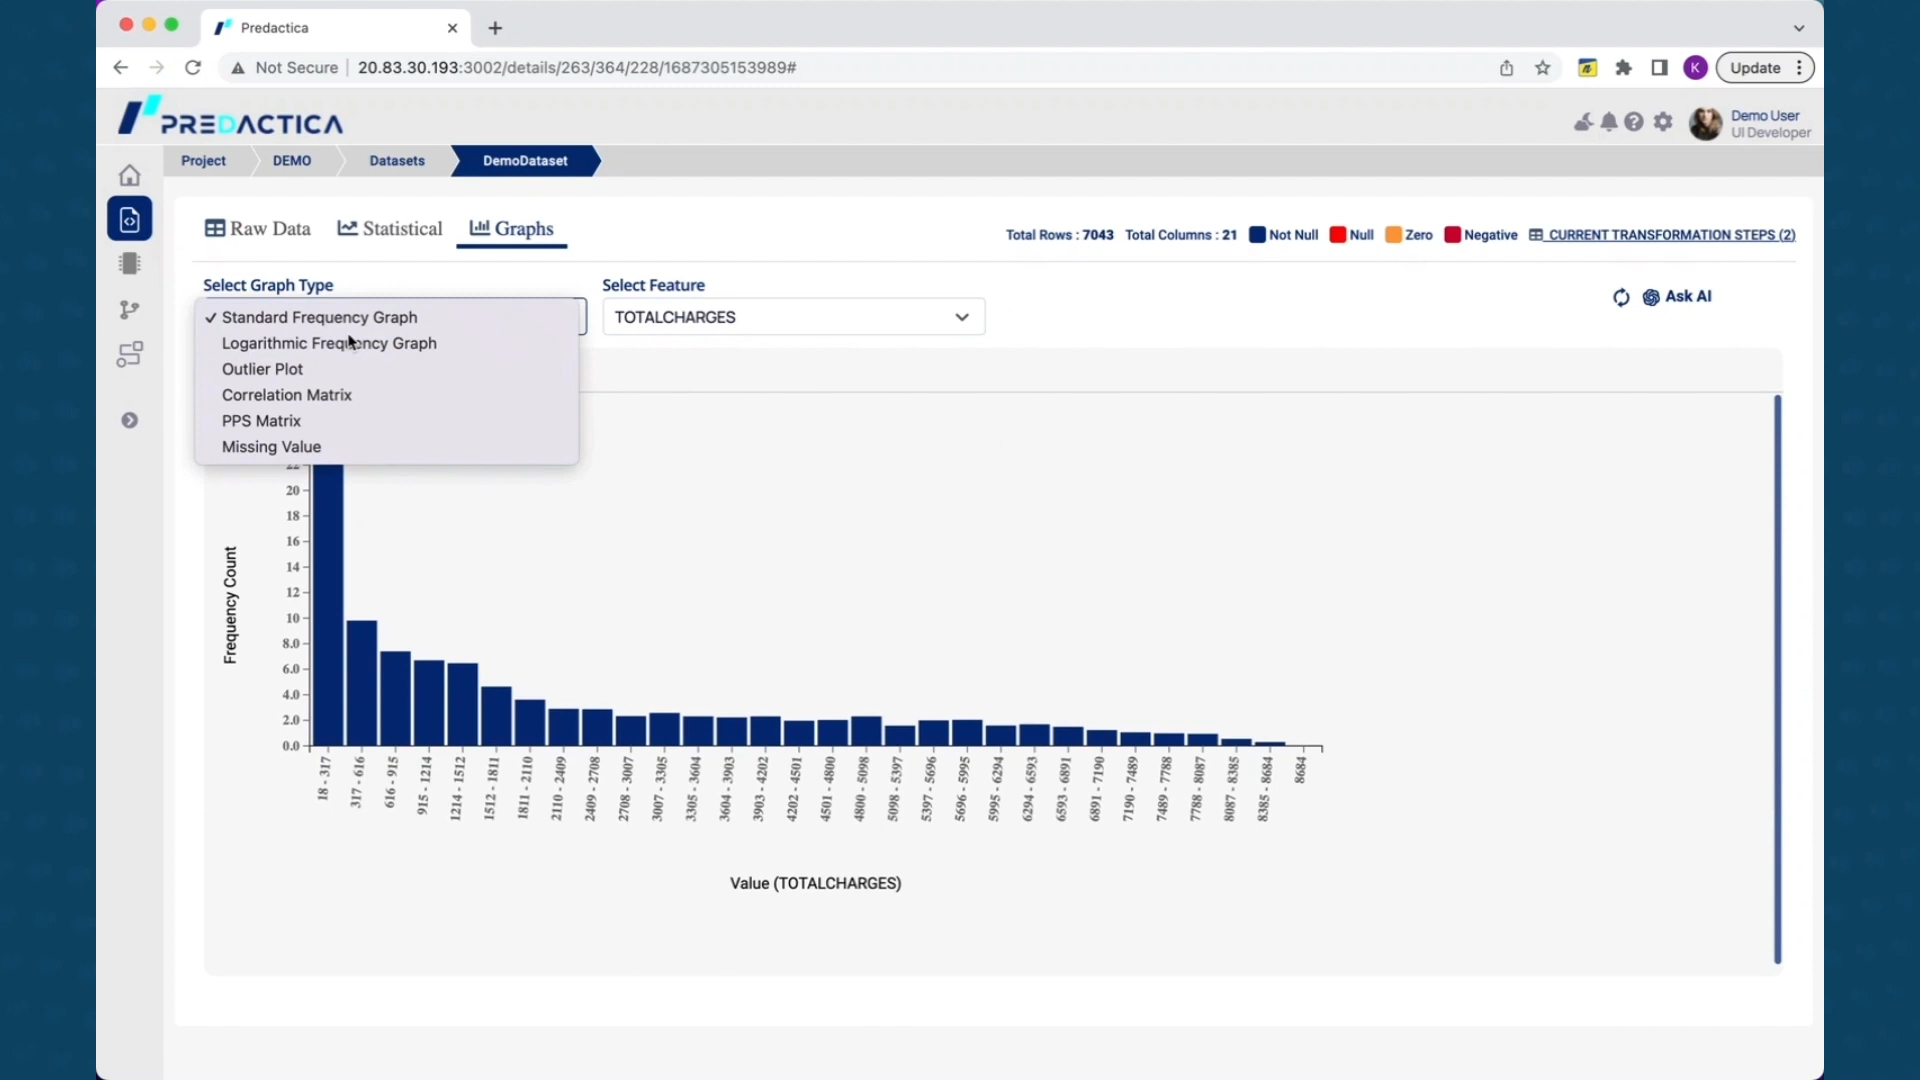 Predactica
Not Secure
20.83.30.193:3002/details/263/364/228/1687305153989#
K
Update
PREDACTICA
Demo User
UI Developer
Project
DEMO
Datasets
DemoDataset
Raw Data
Statistical
Graphs
Total Rows : 7043
Total Columns : 21
Not Null
Null
Zero
Negative
CURRENT TRANSFORMATION STEPS (2)
Select Graph Type
Select Feature
Ask AI
✓ Standard Frequency Graph
Logarithmic Frequency Graph
Outlier Plot
Correlation Matrix
PPS Matrix
Missing Value
TOTALCHARGES
Frequency Count
22
20
18
16
14
12
10
8.0
6.0
4.0
2.0
0.0
18 - 317
317 - 616
616 - 915
915 - 1214
1214 - 1512
1512 - 1811
1811 - 2110
2110 - 2409
2409 - 2708
2708 - 3007
3007 - 3305
3305 - 3604
3604 - 3903
3903 - 4202
4202 - 4501
4501 - 4800
4800 - 5098
5098 - 5397
5397 - 5696
5696 - 5995
5995 - 6294
6294 - 6593
6593 - 6891
6891 - 7190
7190 - 7489
7489 - 7788
7788 - 8087
8087 - 8385
8385 - 8684
8684
Value (TOTALCHARGES)